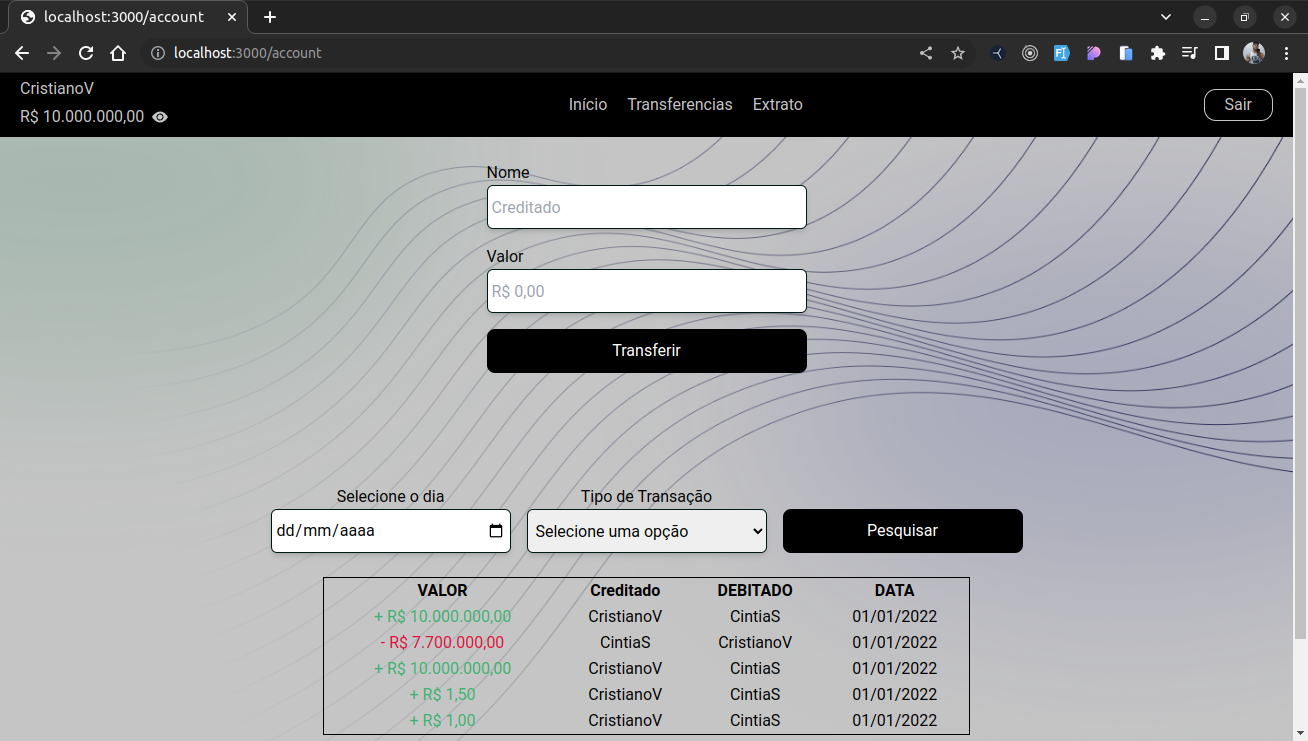 localhost:3000/account
localhost:3000/account
CristianoV
R$ 10.000.000,00
Início Transferencias Extrato
Sair
Nome
Creditado
Valor
R$ 0,00
Transferir
Selecione o dia
dd/mm/aaaa
Tipo de Transação
Selecione uma opção
Pesquisar
VALOR Creditado DEBITADO DATA
+ R$ 10.000.000,00 CristianoV CintiaS 01/01/2022
- R$ 7.700.000,00 CintiaS CristianoV 01/01/2022
+ R$ 10.000.000,00 CristianoV CintiaS 01/01/2022
+ R$ 1,50 CristianoV CintiaS 01/01/2022
+ R$ 1,00 CristianoV CintiaS 01/01/2022